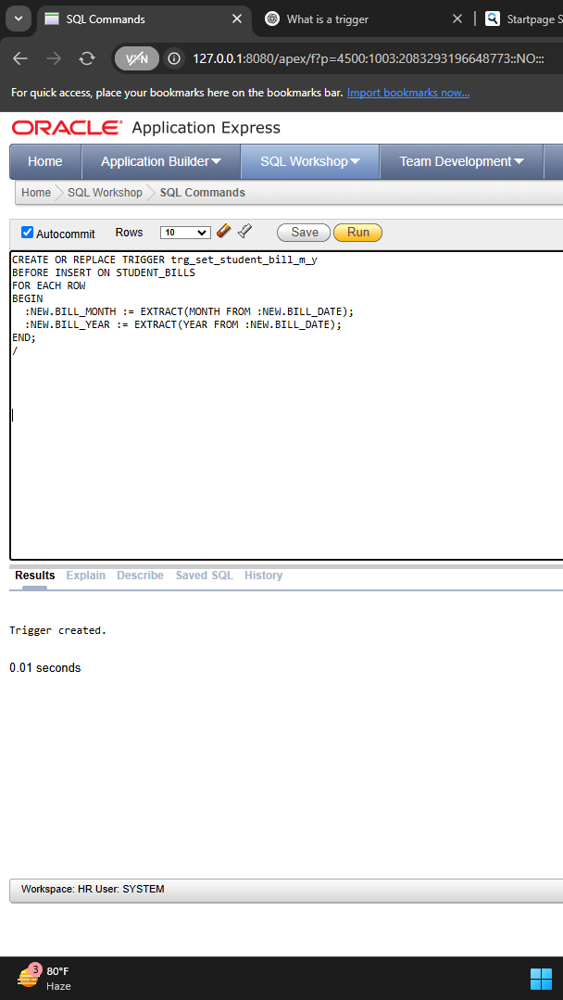 SQL Commands
What is a trigger
Startpage S
VPN
127.0.0.1:8080/apex/f?p=4500:1003:2083293196648773::NO:::
For quick access, place your bookmarks here on the bookmarks bar. Import bookmarks now...
ORACLE® Application Express
Home Application Builder SQL Workshop Team Development
Home SQL Workshop SQL Commands
Autocommit Rows 10 Save Run
CREATE OR REPLACE TRIGGER trg_set_student_bill_m_y
BEFORE INSERT ON STUDENT_BILLS
FOR EACH ROW
BEGIN
:NEW.BILL_MONTH := EXTRACT(MONTH FROM :NEW.BILL_DATE);
:NEW.BILL_YEAR := EXTRACT(YEAR FROM :NEW.BILL_DATE);
END;
/
Results Explain Describe Saved SQL History
Trigger created.
0.01 seconds
Workspace: HR User: SYSTEM
3
80°F
Haze